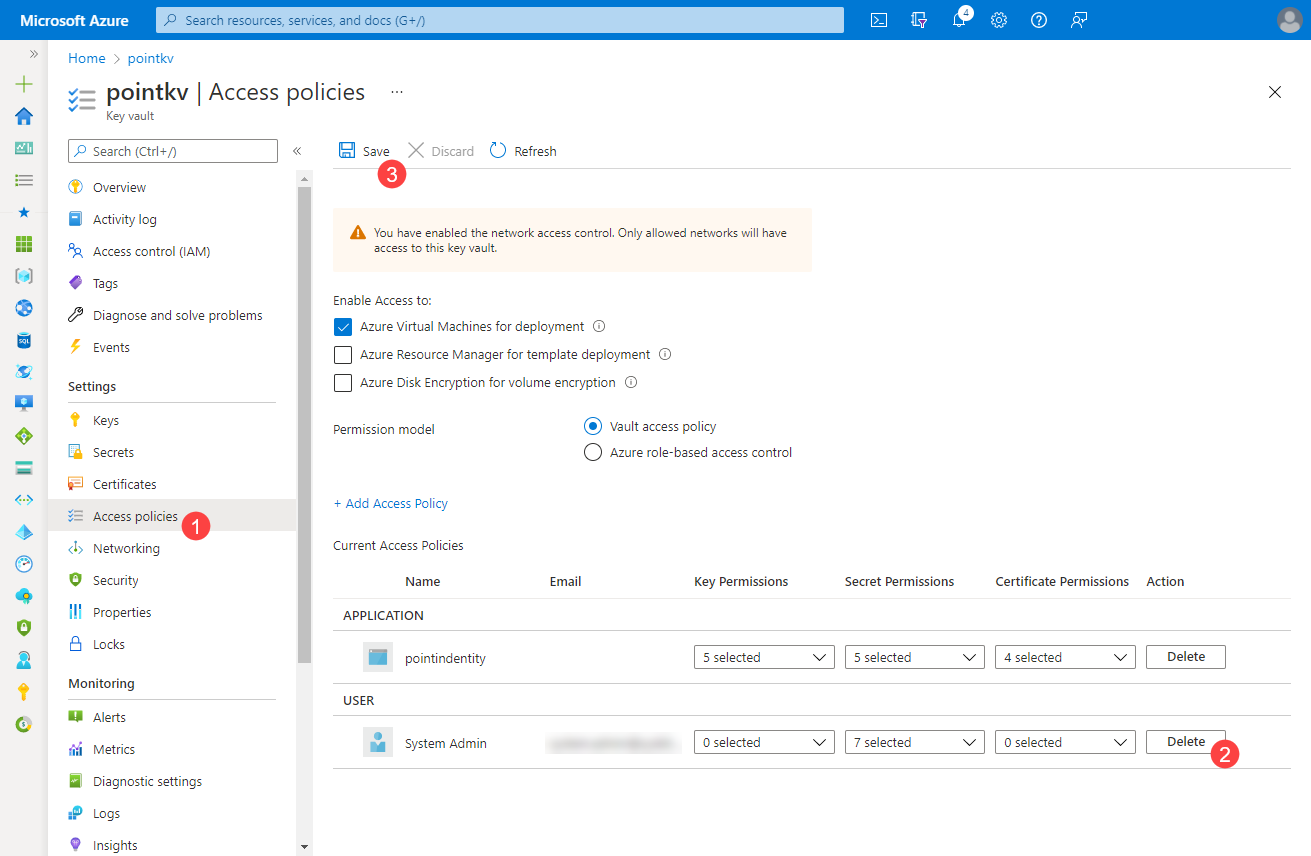 Microsoft Azure
Search resources, services, and docs (G+/)
4
Home > pointkv
pointkv | Access policies ...
Key vault
Search (Ctrl+/)
Overview
Activity log
Access control (IAM)
Tags
Diagnose and solve problems
Events
Settings
Keys
Secrets
Certificates
Access policies
1
Networking
Security
Properties
Locks
Monitoring
Alerts
Metrics
Diagnostic settings
Logs
Insights
Save Discard Refresh
3
You have enabled the network access control. Only allowed networks will have
access to this key vault.
Enable Access to:
Azure Virtual Machines for deployment
Azure Resource Manager for template deployment
Azure Disk Encryption for volume encryption
Permission model
Vault access policy
Azure role-based access control
+ Add Access Policy
Current Access Policies
Name Email Key Permissions Secret Permissions Certificate Permissions Action
APPLICATION
pointindentity 5 selected 5 selected 4 selected Delete
USER
System Admin 0 selected 7 selected 0 selected Delete
2